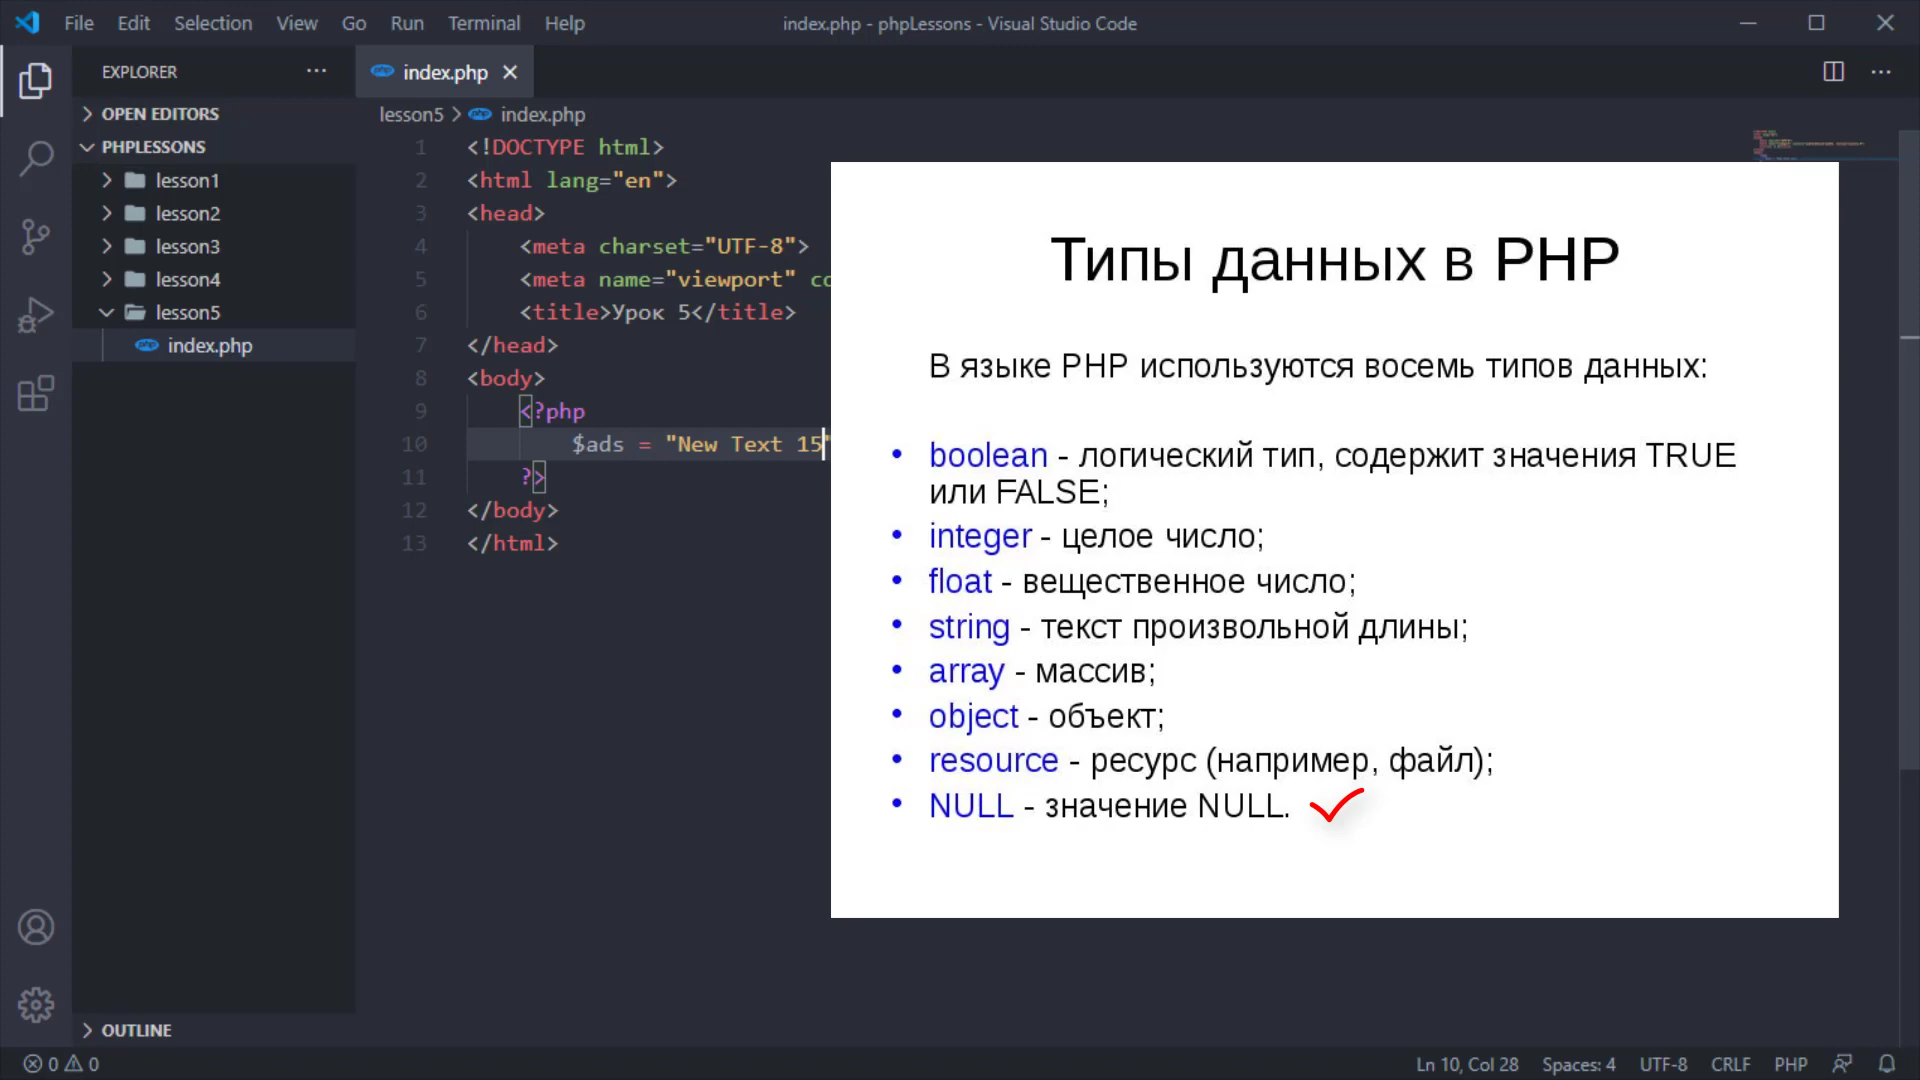 File Edit Selection View Go Run Terminal Help
index.php - phpLessons - Visual Studio Code
EXPLORER
OPEN EDITORS
PHPLESSONS
lesson1
lesson2
lesson3
lesson4
lesson5
index.php
OUTLINE
index.php
lesson5 > index.php
1 <!DOCTYPE html>
2 <html lang="en">
3 <head>
4 <meta charset="UTF-8">
5 <meta name="viewport" co
6 <title>Урок 5</title>
7 </head>
8 <body>
9 <?php
10 $ads = "New Text 15"
11 ?>
12 </body>
13 </html>
Типы данных в PHP
В языке PHP используются восемь типов данных:
• boolean - логический тип, содержит значения TRUE
или FALSE;
• integer - целое число;
• float - вещественное число;
• string - текст произвольной длины;
• array - массив;
• object - объект;
• resource - ресурс (например, файл);
• NULL - значение NULL.
0 0
Ln 10, Col 28 Spaces: 4 UTF-8 CRLF PHP